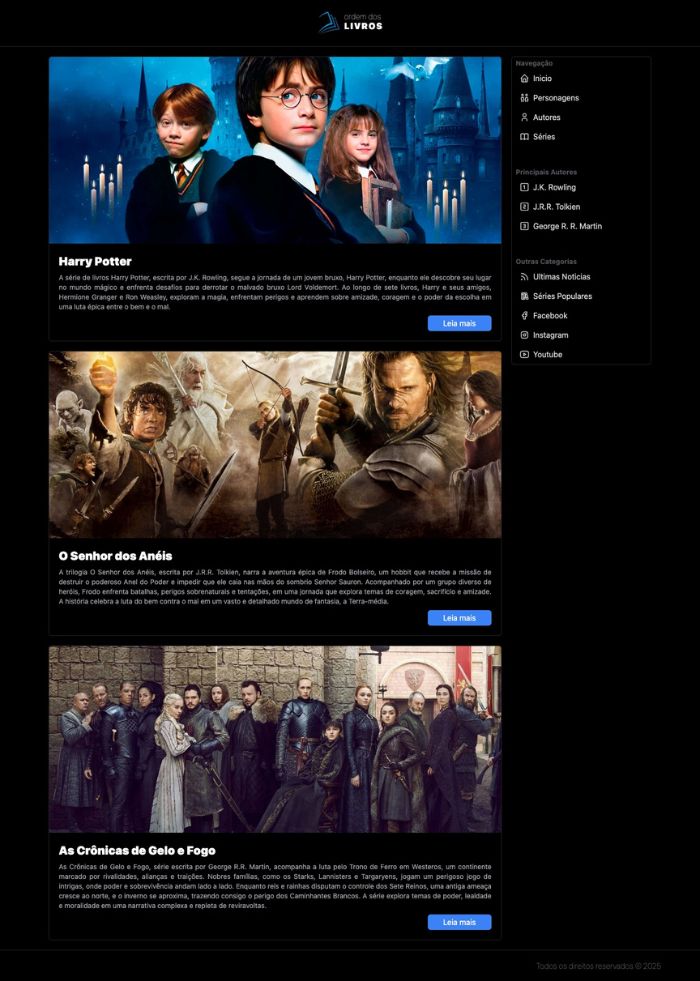 ordem dos
LIVROS
Harry Potter
A série de livros Harry Potter, escrita por J.K. Rowling, segue a jornada de um jovem bruxo, Harry Potter, enquanto ele descobre seu lugar
no mundo mágico e enfrenta desafios para derrotar o malvado bruxo Lord Voldemort. Ao longo de sete livros, Harry e seus amigos,
Hermione Granger e Ron Weasley, exploram a magia, enfrentam perigos e aprendem sobre amizade, coragem e o poder da escolha em
uma luta épica entre o bem e o mal.
Leia mais
O Senhor dos Anéis
A trilogia O Senhor dos Anéis, escrita por J.R.R. Tolkien, narra a aventura épica de Frodo Bolseiro, um hobbit que recebe a missão de
destruir o poderoso Anel do Poder e impedir que ele caia nas mãos do sombrio Senhor Sauron. Acompanhado por um grupo diverso de
heróis, Frodo enfrenta batalhas, perigos sobrenaturais e tentações, em uma jornada que explora temas de coragem, sacrifício e amizade.
A história celebra a luta do bem contra o mal em um vasto e detalhado mundo de fantasia, a Terra-média.
Leia mais
As Crônicas de Gelo e Fogo
As Crônicas de Gelo e Fogo, série escrita por George R.R. Martin, acompanha a luta pelo Trono de Ferro em Westeros, um continente
marcado por rivalidades, alianças e traições. Nobres famílias, como os Starks, Lannisters e Targaryens, jogam um perigoso jogo de
intrigas, onde poder e sobrevivência andam lado a lado. Enquanto reis e rainhas disputam o controle dos Sete Reinos, uma antiga ameaça
cresce ao norte, e o inverno se aproxima, trazendo consigo o perigo dos Caminhantes Brancos. A série explora temas de poder, lealdade
e moralidade em uma narrativa complexa e repleta de reviravoltas.
Leia mais
Navegação
Inicio
Personagens
Autores
Séries
Principais Autores
1 J.K. Rowling
2 J.R.R. Tolkien
3 George R. R. Martin
Outras Categorias
Ultimas Noticias
Séries Populares
Facebook
Instagram
Youtube
Todos os direitos reservados © 2025